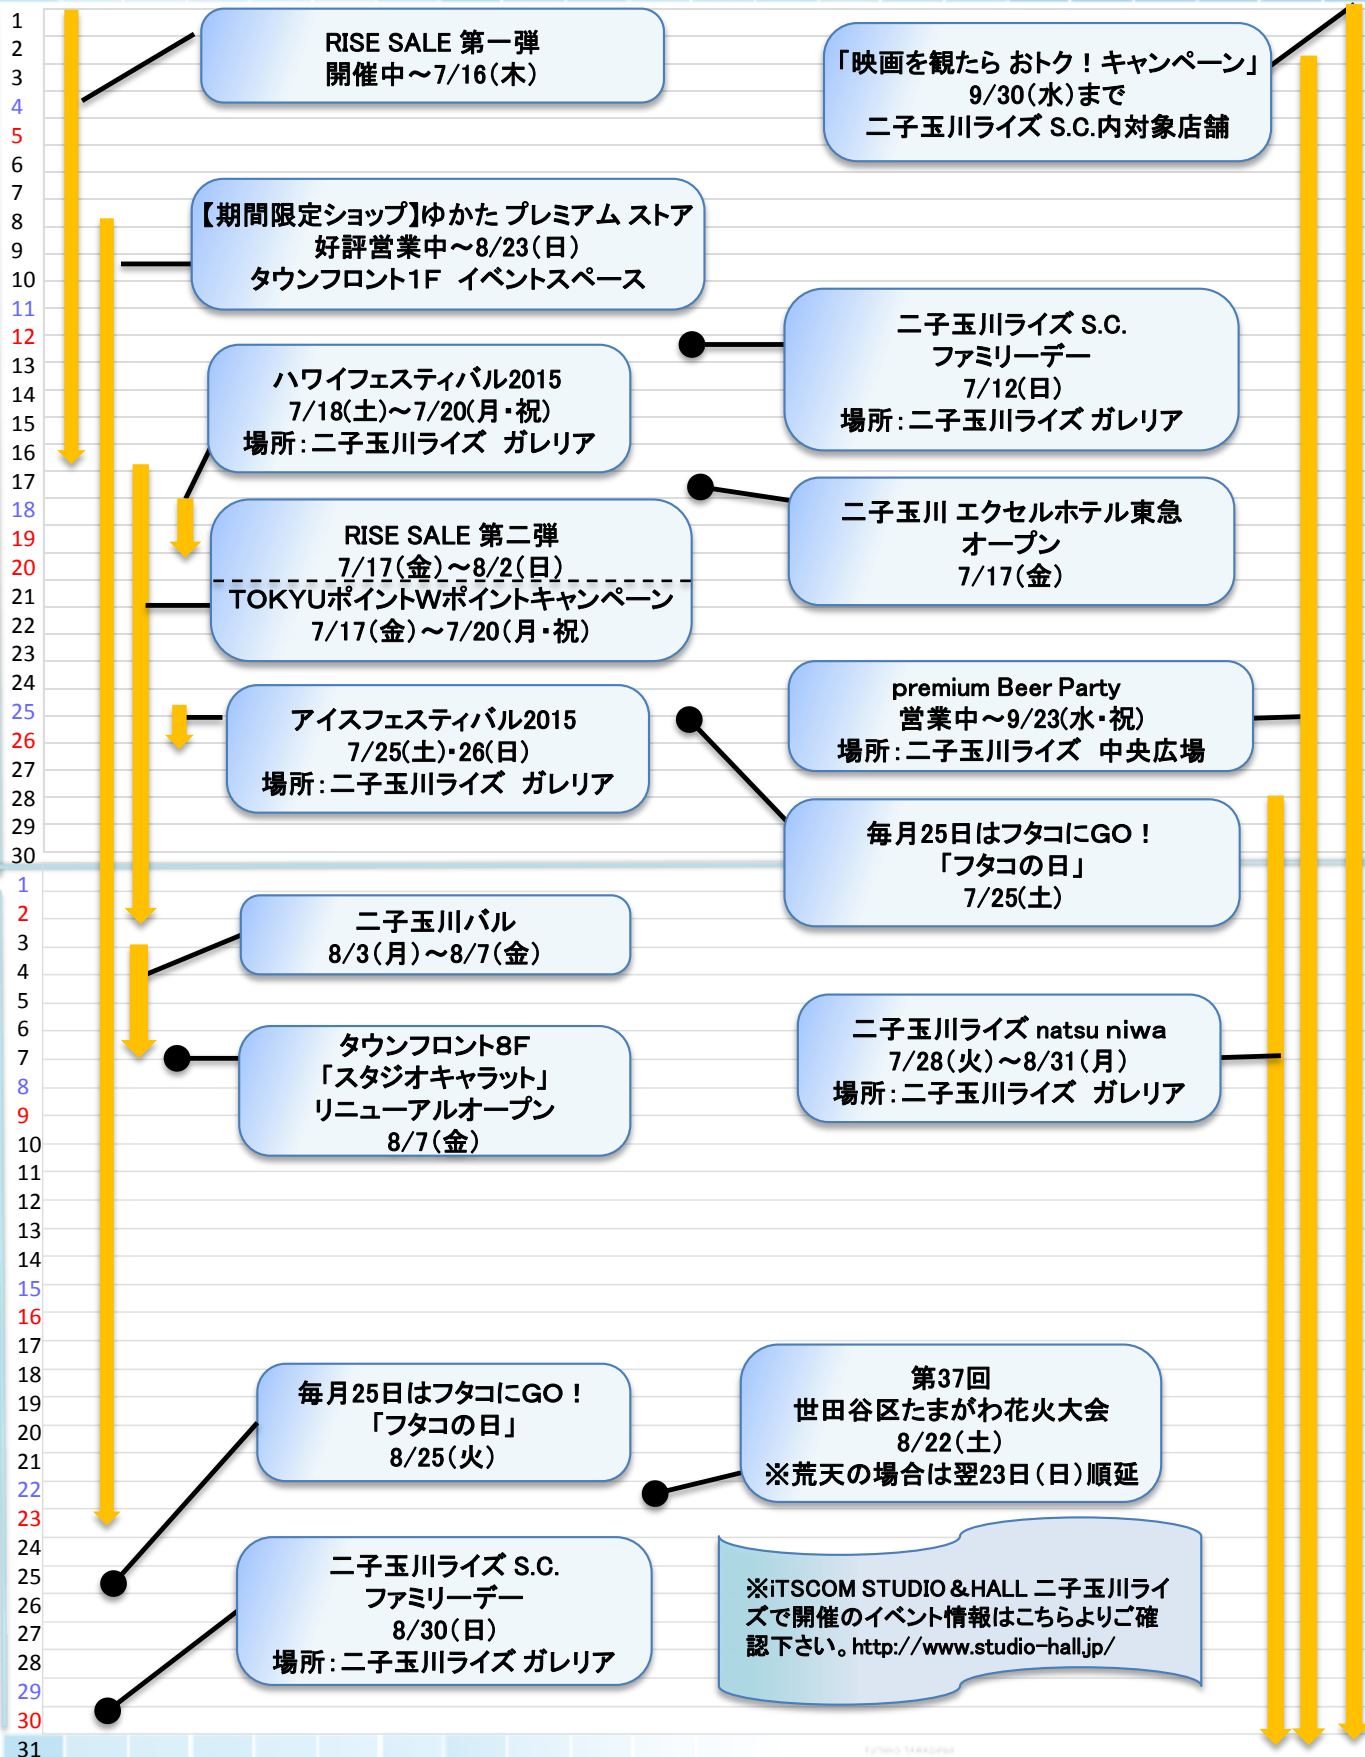 1
2
3
4
5
6
7
8
9
10
11
12
13
14
15
16
17
18
19
20
21
22
23
24
25
26
27
28
29
30
1
2
3
4
5
6
7
8
9
10
11
12
13
14
15
16
17
18
19
20
21
22
23
24
25
26
27
28
29
30
31
RISE SALE 第一弾
開催中～7/16(木)
「映画を観たら おトク！キャンペーン」
9/30(水)まで
二子玉川ライズ S.C.内対象店舗
【期間限定ショップ】ゆかた プレミアム ストア
好評営業中～8/23(日)
タウンフロント1F　イベントスペース
二子玉川ライズ S.C.
ファミリーデー
7/12(日)
場所：二子玉川ライズ ガレリア
ハワイフェスティバル2015
7/18(土)～7/20(月・祝)
場所：二子玉川ライズ　ガレリア
二子玉川 エクセルホテル東急
オープン
7/17(金)
RISE SALE 第二弾
7/17(金)～8/2(日)
TOKYUポイントWポイントキャンペーン
7/17(金)～7/20(月・祝)
premium Beer Party
営業中～9/23(水・祝)
場所：二子玉川ライズ　中央広場
アイスフェスティバル2015
7/25(土)・26(日)
場所：二子玉川ライズ　ガレリア
毎月25日はフタコにGO！
「フタコの日」
7/25(土)
二子玉川バル
8/3(月)～8/7(金)
二子玉川ライズ natsu niwa
7/28(火)～8/31(月)
場所：二子玉川ライズ　ガレリア
タウンフロント8F
「スタジオキャラット」
リニューアルオープン
8/7(金)
第37回
世田谷区たまがわ花火大会
8/22(土)
※荒天の場合は翌23日(日)順延
毎月25日はフタコにGO！
「フタコの日」
8/25(火)
二子玉川ライズ S.C.
ファミリーデー
8/30(日)
場所：二子玉川ライズ ガレリア
※iTSCOM STUDIO &HALL 二子玉川ライ
ズで開催のイベント情報はこちらよりご確
認下さい。http://www.studio-hall.jp/